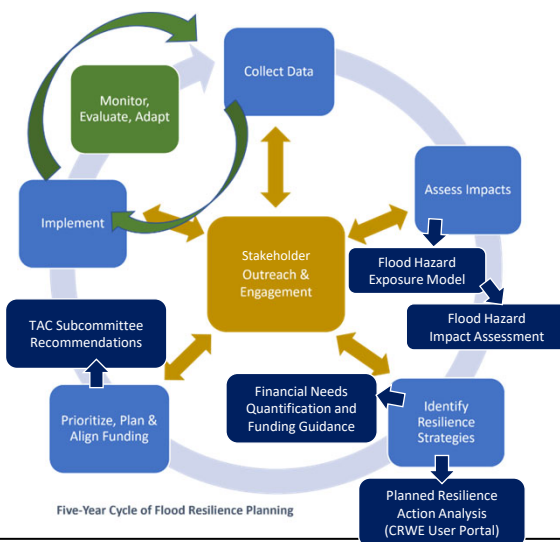 Collect Data
Monitor,
Evaluate, Adapt
Assess Impacts
Implement
Stakeholder
Outreach &
Engagement
Flood Hazard
Exposure Model
Flood Hazard
Impact Assessment
TAC Subcommittee
Recommendations
Financial Needs
Quantification and
Funding Guidance
Prioritize, Plan &
Align Funding
Identify
Resilience
Strategies
Planned Resilience
Action Analysis
(CRWE User Portal)
Five-Year Cycle of Flood Resilience Planning